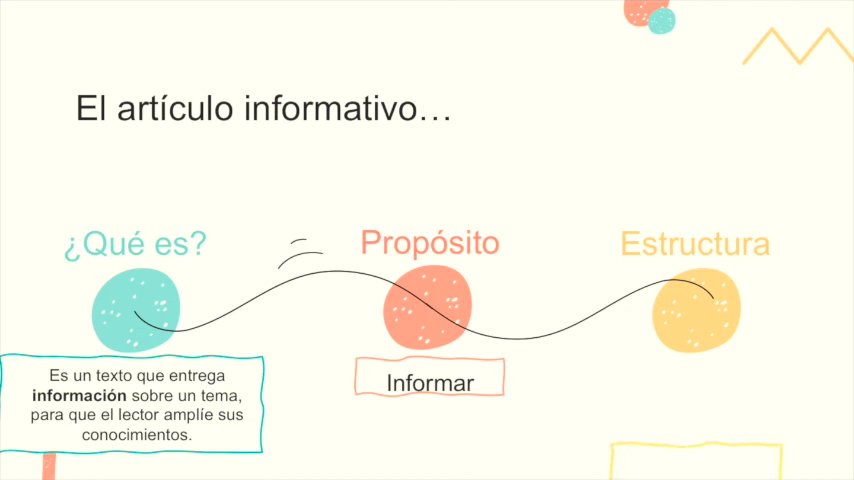 El artículo informativo…
¿Qué es?
Propósito
Estructura
Es un texto que entrega
información sobre un tema,
para que el lector amplíe sus
conocimientos.
Informar